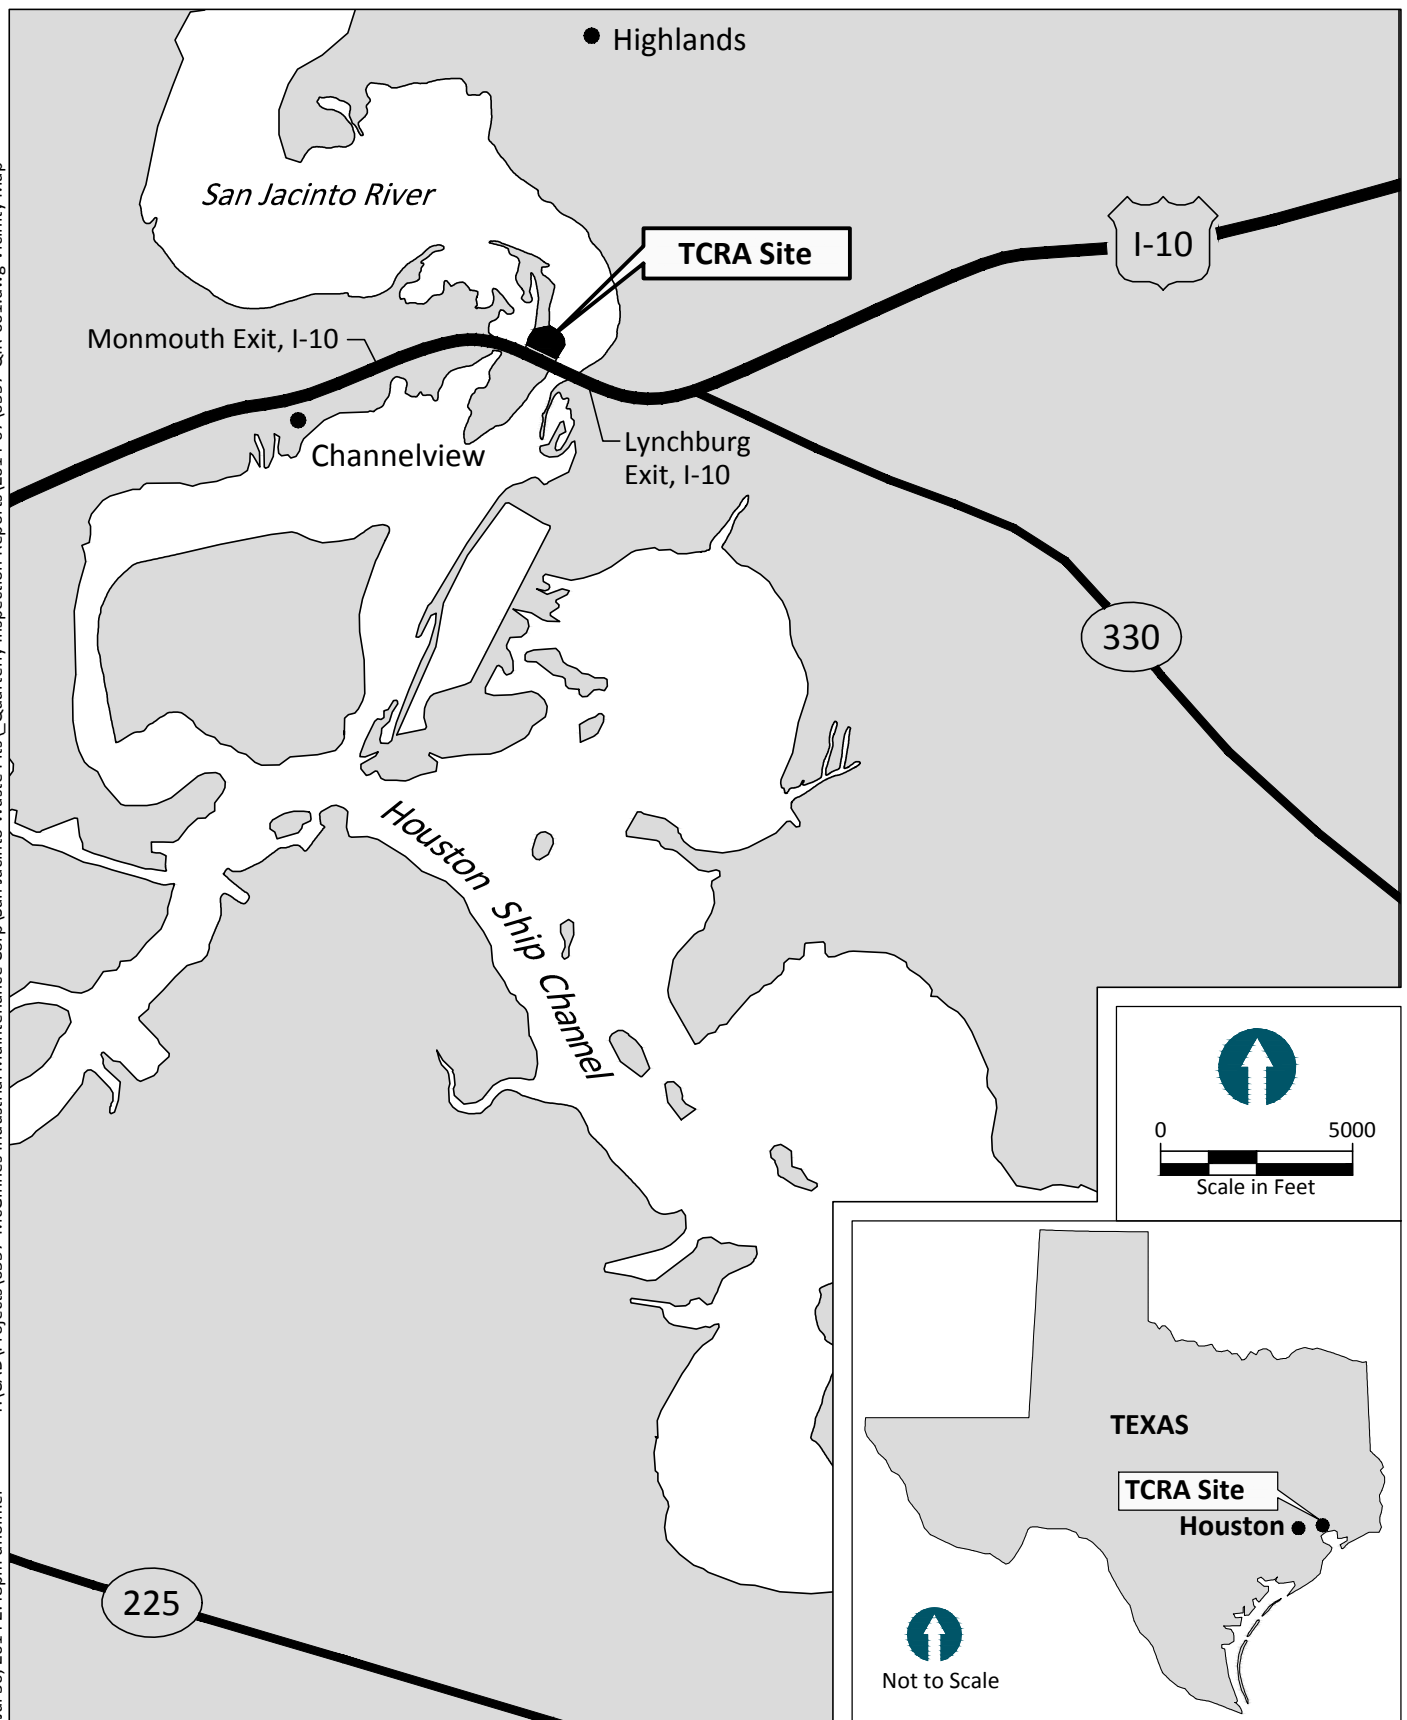 Highlands
San Jacinto River
TCRA Site
I-10
Monmouth Exit, I-10
Channelview
Lynchburg
Exit, I-10
330
Houston Ship Channel
0 5000
Scale in Feet
TEXAS
TCRA Site
Houston
225
Not to Scale